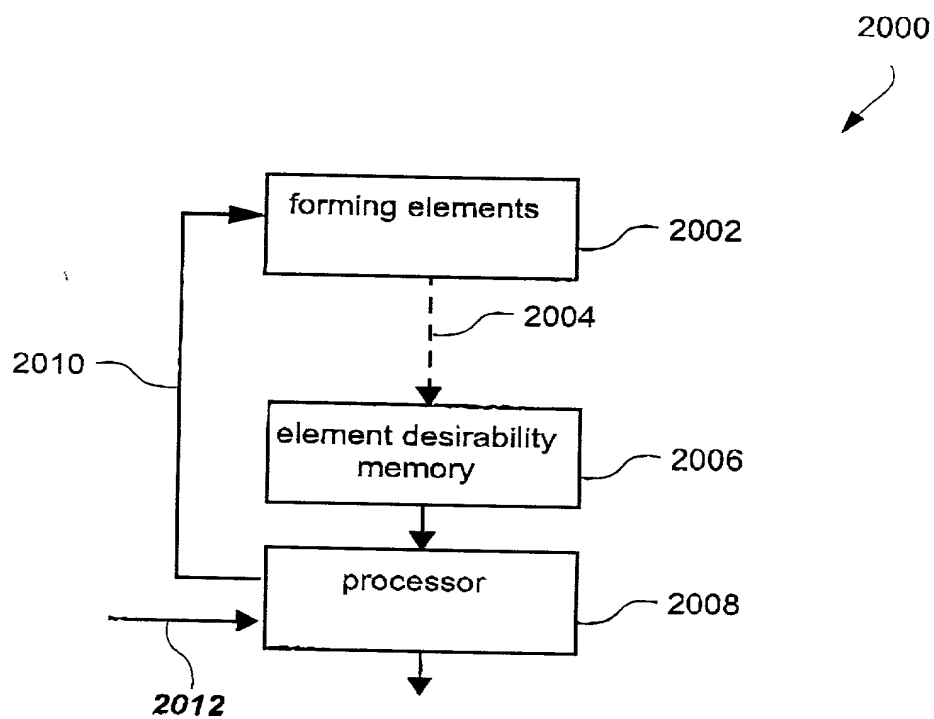 2000
forming elements
2002
2004
2010
element desirability
memory
2006
processor
2008
2012